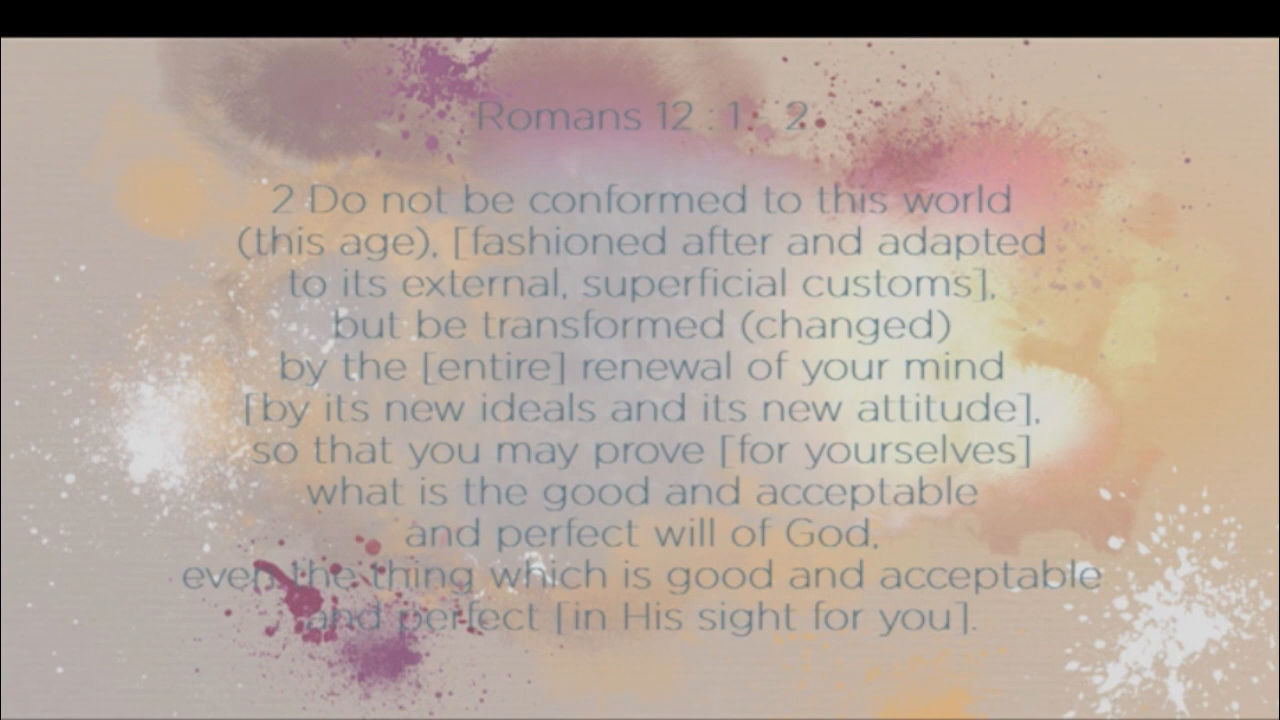 Romans 12 : 1 - 2
2 Do not be conformed to this world
(this age), [fashioned after and adapted
to its external, superficial customs],
but be transformed (changed)
by the [entire] renewal of your mind
[by its new ideals and its new attitude],
so that you may prove [for yourselves]
what is the good and acceptable
and perfect will of God,
even the thing which is good and acceptable
and perfect [in His sight for you].